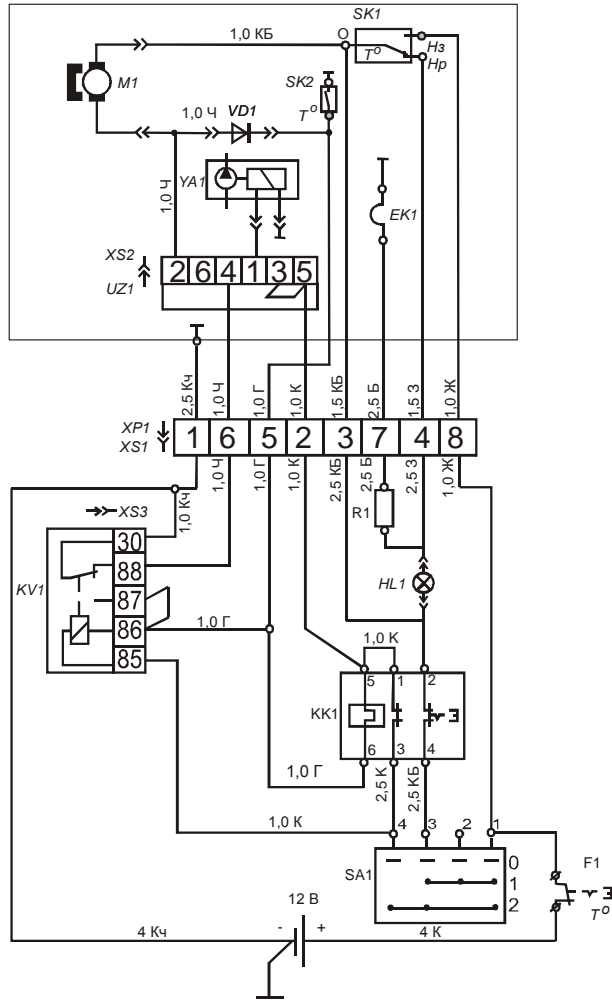 SK1
1,0 КБ
О
Нз
Нр
T°
M1
SK2
T°
1,0 Ч
VD1
YA1
1,0 Ч
EK1
XS2
UZ1
2 6 4 1 3 5
2,5 Кч
1,0 Ч
1,0 Г
1,0 К
1,5 КБ
2,5 Б
1,5 З
1,0 Ж
XP1
XS1
1 6 5 2 3 7 4 8
1,0 Кч
1,0 Ч
1,0 Г
1,0 К
2,5 КБ
2,5 Б
2,5 З
1,0 Ж
XS3
R1
HL1
KV1
30
88
87
86
85
1,0 Г
1,0 К
5 1 2
KK1
6 3 4
1,0 Г
2,5 К
2,5 КБ
1,0 К
4 3 2 1
SA1
0
1
2
F1
T°
12 В
- +
4 Кч
4 К